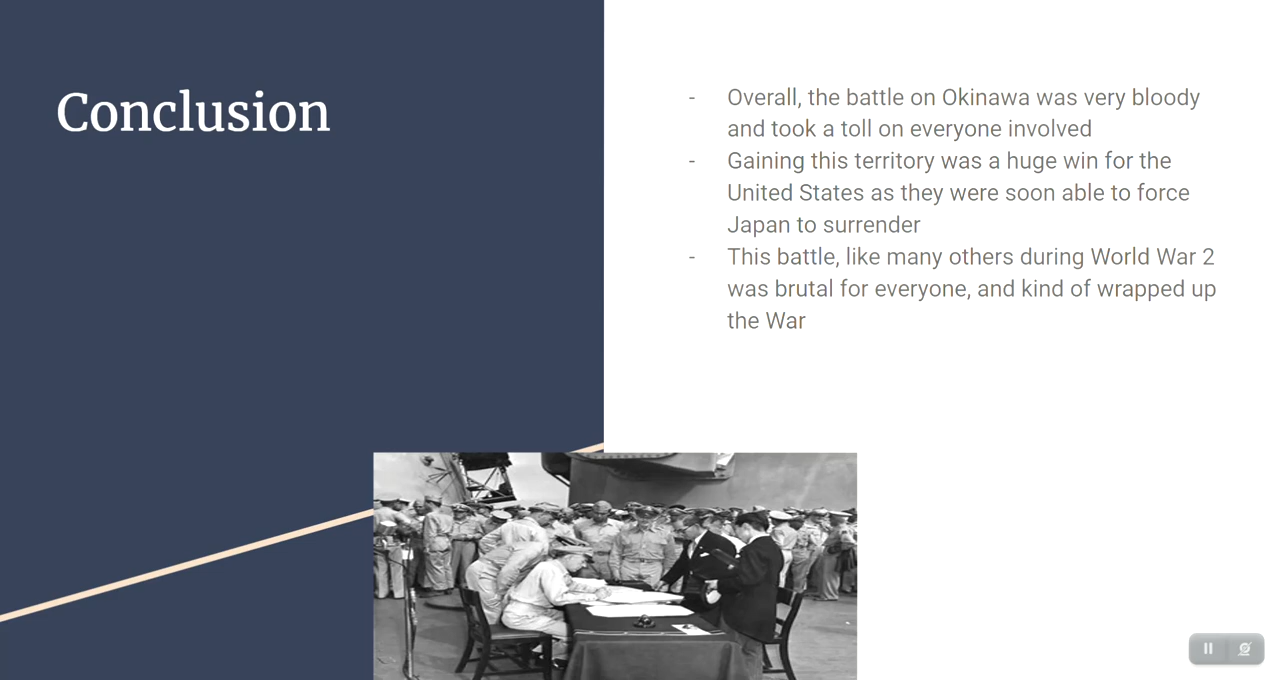 Conclusion
- Overall, the battle on Okinawa was very bloody
and took a toll on everyone involved
- Gaining this territory was a huge win for the
United States as they were soon able to force
Japan to surrender
- This battle, like many others during World War 2
was brutal for everyone, and kind of wrapped up
the War